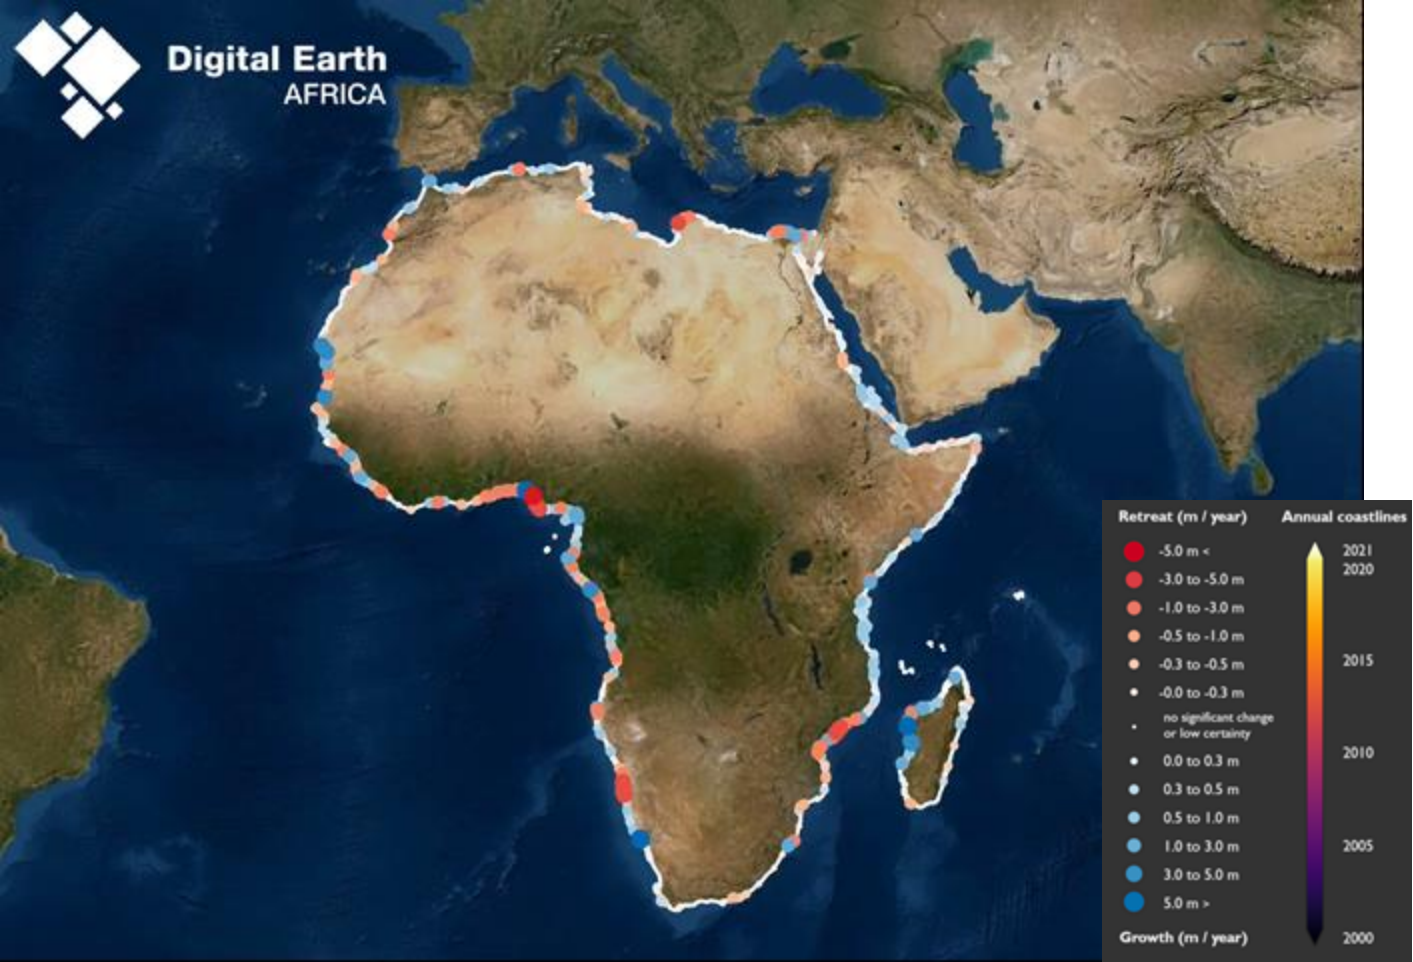 Digital Earth
AFRICA
Retreat (m / year)
-5.0 m <
-3.0 to -5.0 m
-1.0 to -3.0 m
-0.5 to -1.0 m
-0.3 to -0.5 m
-0.0 to -0.3 m
no significant change
or low certainty
0.0 to 0.3 m
0.3 to 0.5 m
0.5 to 1.0 m
1.0 to 3.0 m
3.0 to 5.0 m
5.0 m >
Growth (m / year)
Annual coastlines
2021
2020
2015
2010
2005
2000